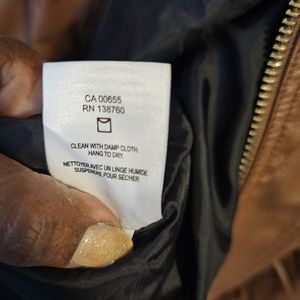 CA 00655
RN 138760
CLEAN WITH DAMP CLOTH,
HANG TO DRY.
NETTOYER AVEC UN LINGE HUMIDE
SUSPENDRE POUR SÉCHER.